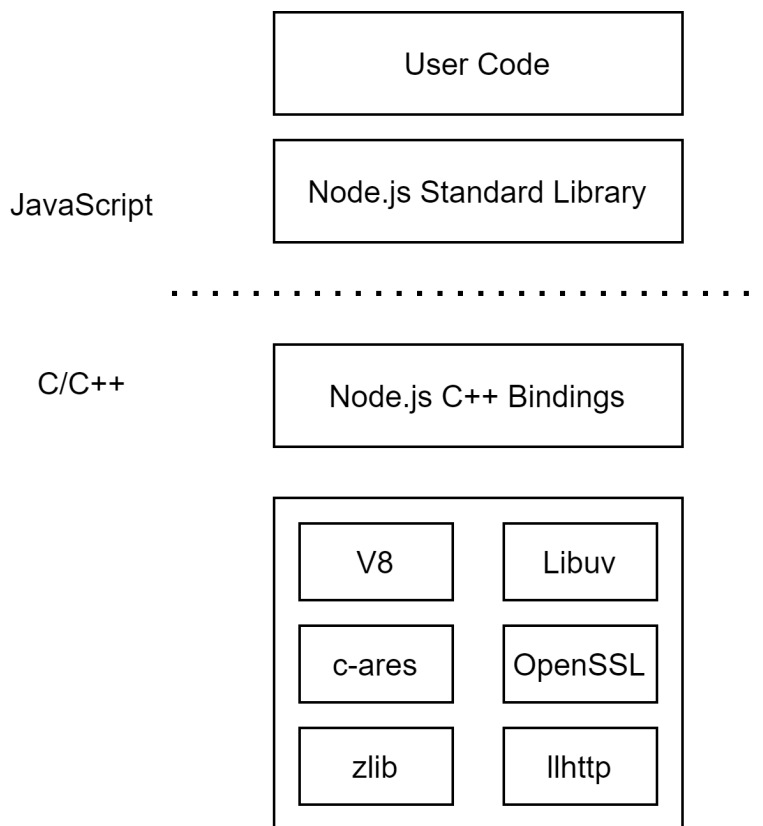 User Code
Node.js Standard Library
JavaScript
C/C++
Node.js C++ Bindings
V8
Libuv
c-ares
OpenSSL
zlib
llhttp